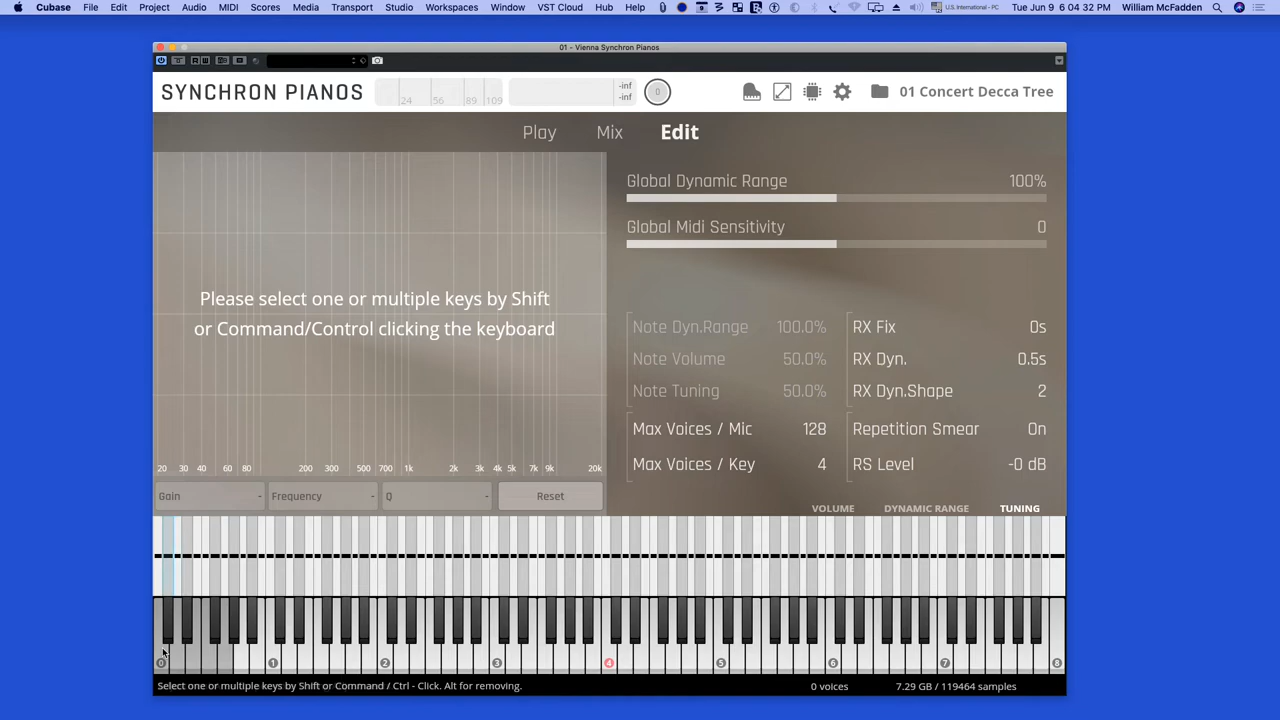 Cubase File Edit Project Audio MIDI Scores Media Transport Studio Workspaces Window VST Cloud Hub Help U.S. International - PC Tue Jun 9 6:04:32 PM William McFadden
01 - Vienna Synchron Pianos
R W
SYNCHRON PIANOS 24 56 89 109 -inf -inf 0 01 Concert Decca Tree
Play Mix Edit
Global Dynamic Range 100%
Global Midi Sensitivity 0
Please select one or multiple keys by Shift
or Command/Control clicking the keyboard
Note Dyn.Range 100.0% RX Fix 0s
Note Volume 50.0% RX Dyn. 0.5s
Note Tuning 50.0% RX Dyn.Shape 2
Max Voices / Mic 128 Repetition Smear On
Max Voices / Key 4 RS Level -0 dB
20 30 40 60 80 200 300 500 700 1k 2k 3k 4k 5k 7k 9k 20k
Gain - Frequency - Q - Reset
VOLUME DYNAMIC RANGE TUNING
0 1 2 3 4 5 6 7 8
Select one or multiple keys by Shift or Command / Ctrl - Click. Alt for removing. 0 voices 7.29 GB / 119464 samples